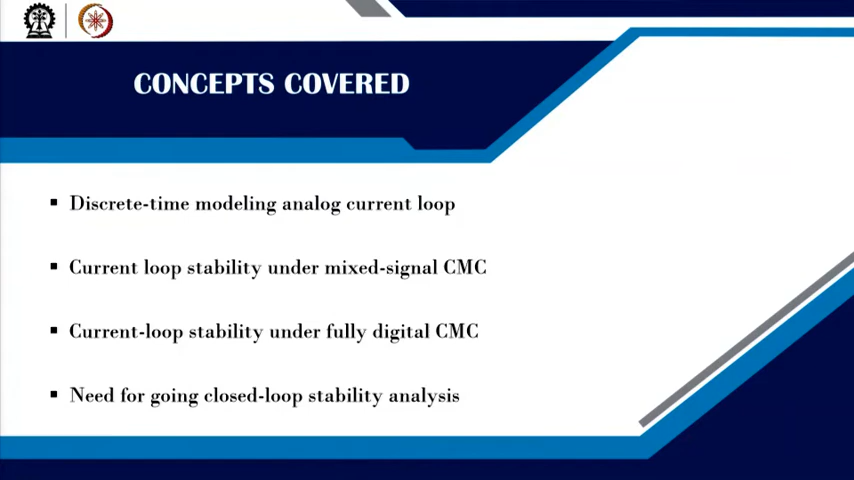 CONCEPTS COVERED
▪ Discrete-time modeling analog current loop
▪ Current loop stability under mixed-signal CMC
▪ Current-loop stability under fully digital CMC
▪ Need for going closed-loop stability analysis